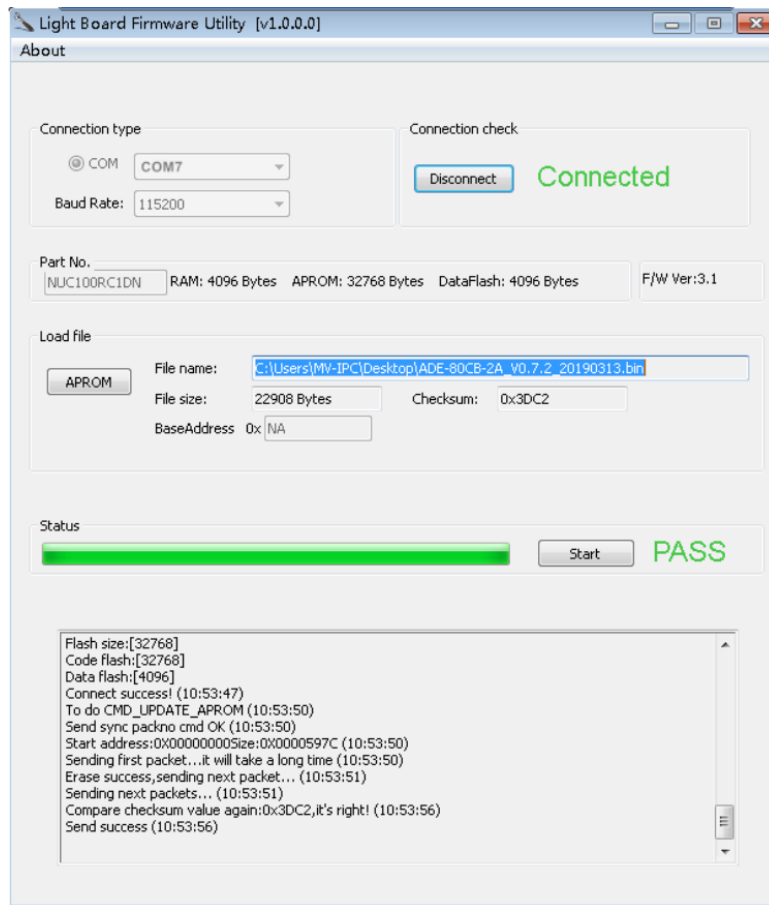 Light Board Firmware Utility [v1.0.0.0]
About
Connection type
COM COM7
Baud Rate: 115200
Connection check
Disconnect Connected
Part No.
NUC100RC1DN RAM: 4096 Bytes APROM: 32768 Bytes DataFlash: 4096 Bytes
F/W Ver:3.1
Load file
APROM
File name: C:\Users\MV-IPC\Desktop\ADE-80CB-2A_V0.7.2_20190313.bin
File size: 22908 Bytes Checksum: 0x3DC2
BaseAddress 0x NA
Status
Start PASS
Flash size:[32768]
Code flash:[32768]
Data flash:[4096]
Connect success! (10:53:47)
To do CMD_UPDATE_APROM (10:53:50)
Send sync packno cmd OK (10:53:50)
Start address:0X00000000Size:0X0000597C (10:53:50)
Sending first packet...it will take a long time (10:53:50)
Erase success,sending next packet... (10:53:51)
Sending next packets... (10:53:51)
Compare checksum value again:0x3DC2,it's right! (10:53:56)
Send success (10:53:56)